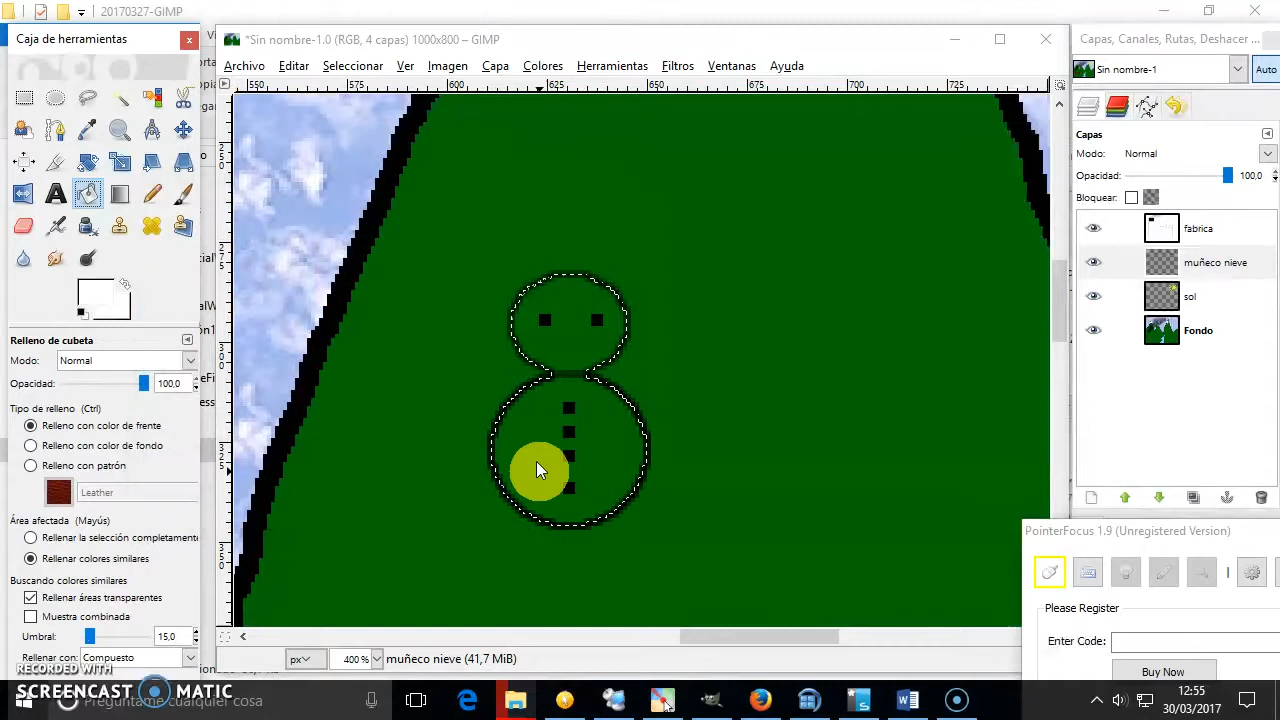 20170327-GIMP
Caja de herramientas
*Sin nombre-1.0 (RGB, 4 capas) 1000x800 – GIMP
Capas, Canales, Rutas, Deshacer ...
Archivo Editar Seleccionar Ver Imagen Capa Colores Herramientas Filtros Ventanas Ayuda
Sin nombre-1
Auto
550 575 600 625 650 675 700 725
Capas
Modo: Normal
Opacidad: 100,0
Bloquear:
fabrica
muñeco nieve
sol
Fondo
Relleno de cubeta
Modo: Normal
Opacidad: 100,0
Tipo de relleno (Ctrl)
Relleno con color de frente
Relleno con color de fondo
Relleno con patrón
Leather
Área afectada (Mayús)
Rellenar la selección completamente
Rellenar colores similares
Buscando colores similares
Rellenar áreas transparentes
Muestra combinada
Umbral: 15,0
Rellenar con: Compuesto
px 400 % muñeco nieve (41,7 MiB)
PointerFocus 1.9 (Unregistered Version)
Please Register
Enter Code:
Buy Now
RECORDED WITH
SCREENCAST MATIC
Pregúntame cualquier cosa
12:55
30/03/2017